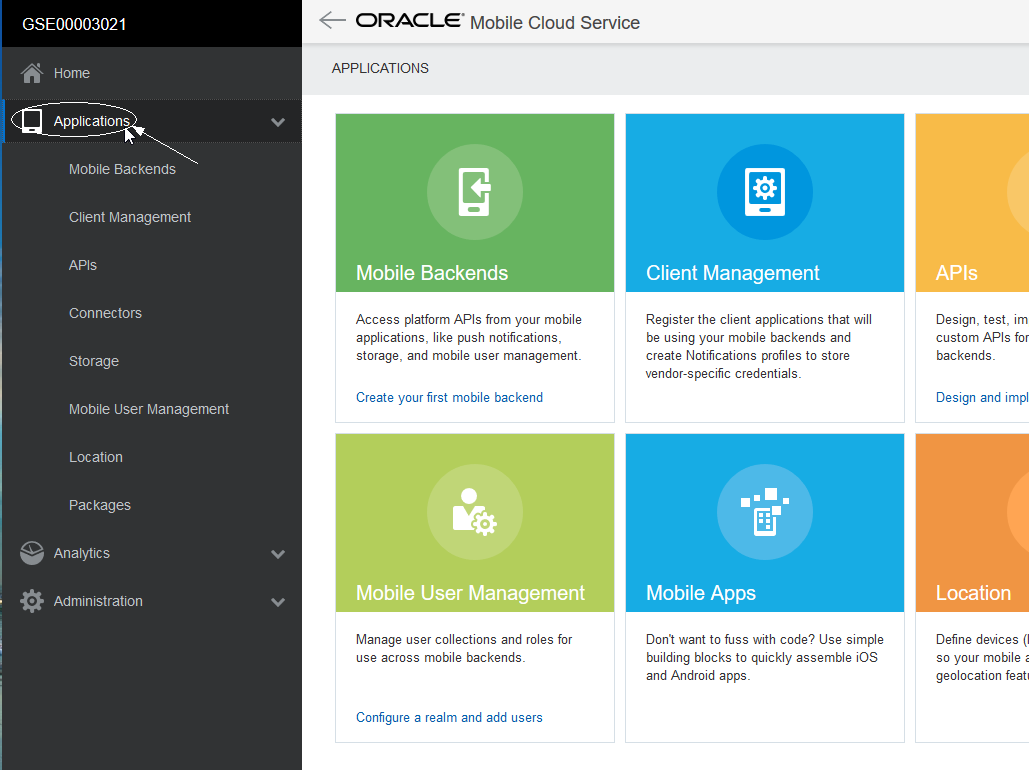 GSE00003021
Home
Applications
Mobile Backends
Client Management
APIs
Connectors
Storage
Mobile User Management
Location
Packages
Analytics
Administration
ORACLE® Mobile Cloud Service
APPLICATIONS
Mobile Backends
Access platform APIs from your mobile
applications, like push notifications,
storage, and mobile user management.
Create your first mobile backend
Client Management
Register the client applications that will
be using your mobile backends and
create Notifications profiles to store
vendor-specific credentials.
APIs
Design, test, im
custom APIs for
backends.
Design and impl
Mobile User Management
Manage user collections and roles for
use across mobile backends.
Configure a realm and add users
Mobile Apps
Don't want to fuss with code? Use simple
building blocks to quickly assemble iOS
and Android apps.
Location
Define devices (
so your mobile a
geolocation featu